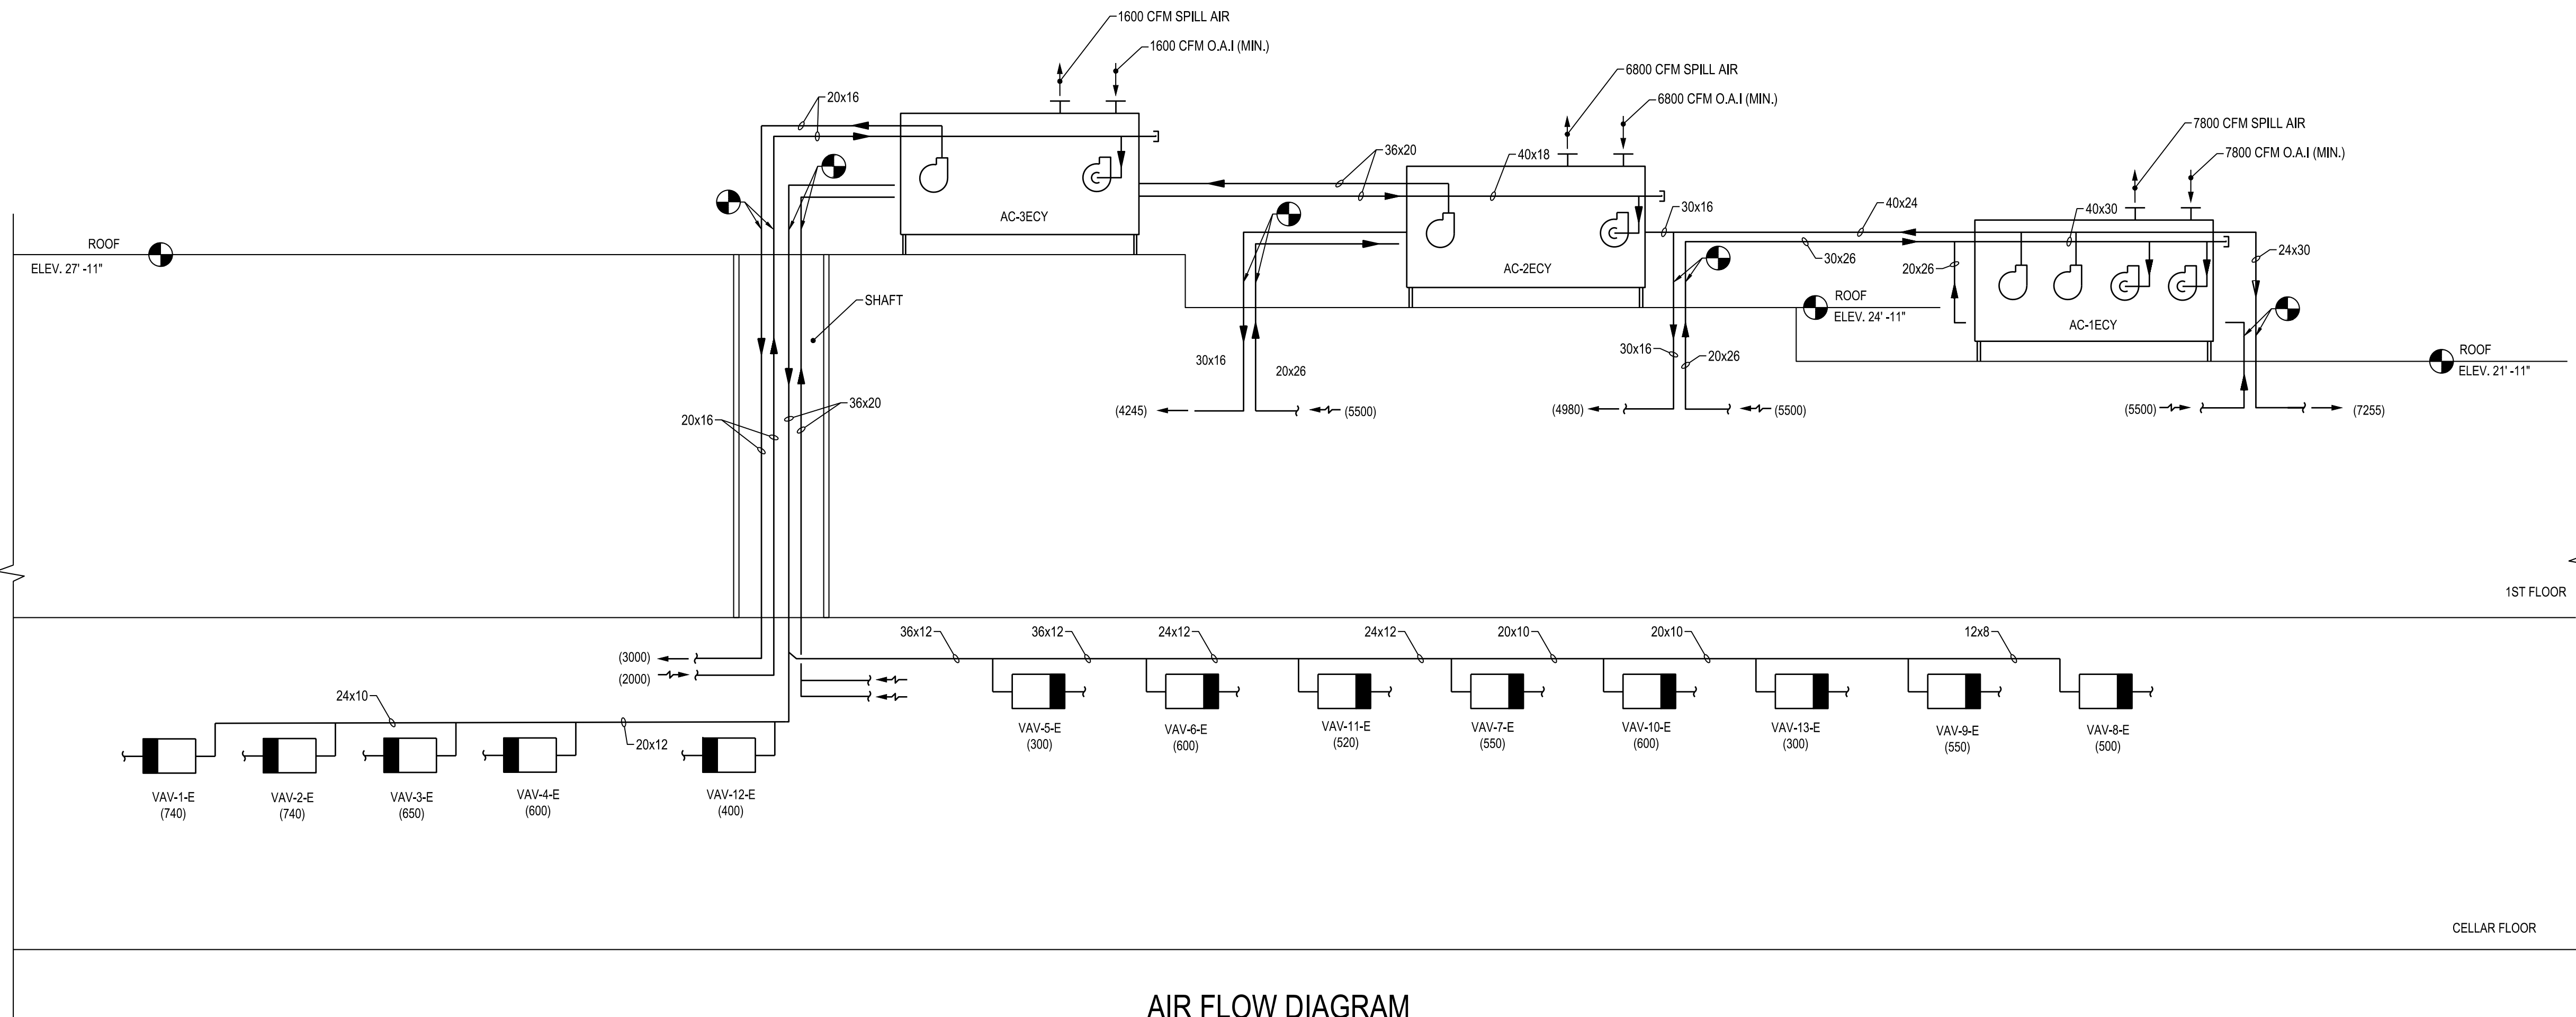 1600 CFM SPILL AIR
1600 CFM O.A.I (MIN.)
6800 CFM SPILL AIR
6800 CFM O.A.I (MIN.)
7800 CFM SPILL AIR
7800 CFM O.A.I (MIN.)
20x16
36x20
40x18
30x16
40x24
40x30
24x30
AC-3ECY
AC-2ECY
AC-1ECY
30x26
20x26
ROOF
ELEV. 27' -11"
SHAFT
ROOF
ELEV. 24' -11"
ROOF
ELEV. 21' -11"
30x16
20x26
30x16
20x26
(4245)
(5500)
(4980)
(5500)
(5500)
(7255)
36x20
20x16
1ST FLOOR
36x12
36x12
24x12
24x12
20x10
20x10
12x8
(3000)
(2000)
24x10
20x12
VAV-5-E
(300)
VAV-6-E
(600)
VAV-11-E
(520)
VAV-7-E
(550)
VAV-10-E
(600)
VAV-13-E
(300)
VAV-9-E
(550)
VAV-8-E
(500)
VAV-1-E
(740)
VAV-2-E
(740)
VAV-3-E
(650)
VAV-4-E
(600)
VAV-12-E
(400)
CELLAR FLOOR
AIR FLOW DIAGRAM